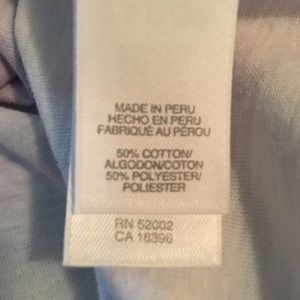 MADE IN PERU
HECHO EN PERU
FABRIQUÉ AU PÉROU
50% COTTON/
ALGODON/COTON
50% POLYESTER/
POLIESTER
RN 52002
CA 16396